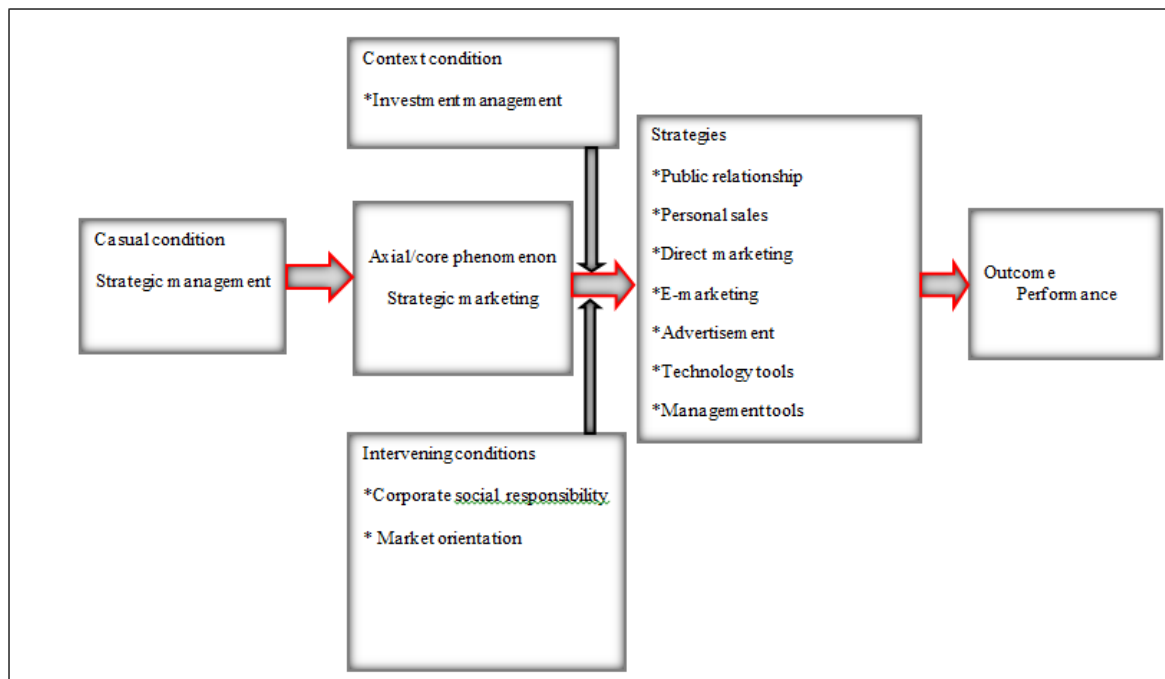 Context condition
*Investment management
Strategies
*Public relationship
*Personal sales
*Direct marketing
*E-marketing
*Advertisement
*Technology tools
*Management tools
Casual condition
Strategic management
Axial/core phenomenon
Strategic marketing
Outcome
Performance
Intervening conditions
*Corporate social responsibility
* Market orientation